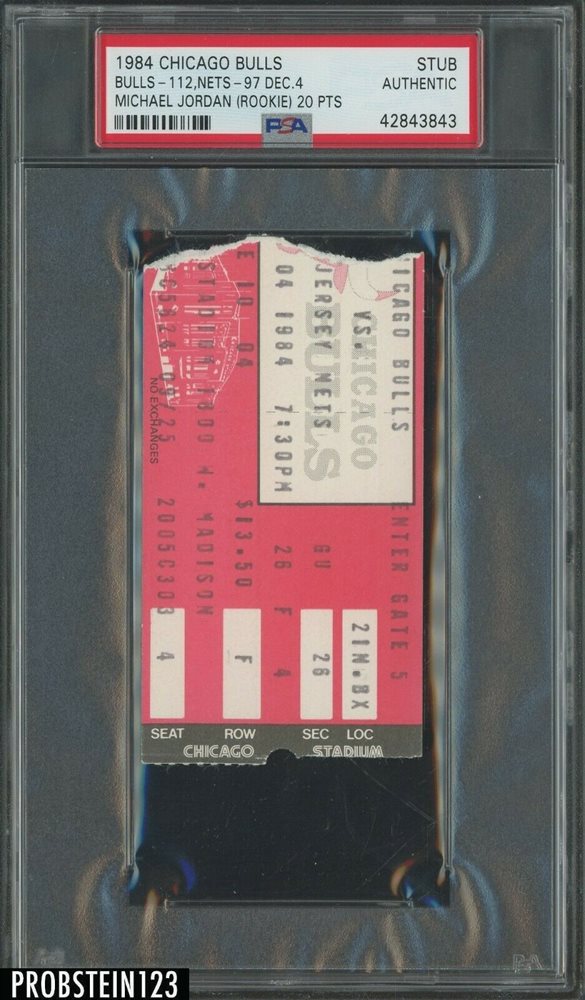 1984 CHICAGO BULLS STUB
BULLS-112,NETS-97 DEC.4 AUTHENTIC
MICHAEL JORDAN (ROOKIE) 20 PTS
PSA 42843843
ICAGO BULLS ENTER GATE 5
CHICAGO
BULLS
VS.
JERSEY NETS GU
04 1984 7:30PM 26 F 4
E 10 04 $13.50
STADIUM 1800 W. MADISON
NO EXCHANGES
2005C303
4 F 26 21N.BX
SEAT ROW SEC LOC
CHICAGO STADIUM
PROBSTEIN123